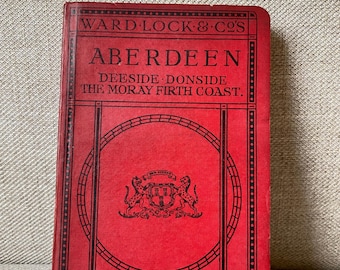 WARD·LOCK·&·Co's
ABERDEEN
DEESIDE·DONSIDE
THE MORAY FIRTH COAST.